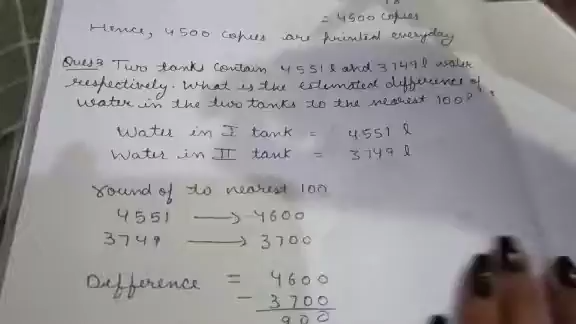 = 4500 copies
Hence, 4500 copies are printed everyday
Ques3 Two tanks contain 4551 l and 3749 l water
respectively. What is the estimated difference of
water in the two tanks to the nearest 100 l.
Water in I tank = 4551 l
Water in II tank = 3749 l
round of to nearest 100
4551 → 4600
3749 → 3700
Difference = 4600
- 3700
900